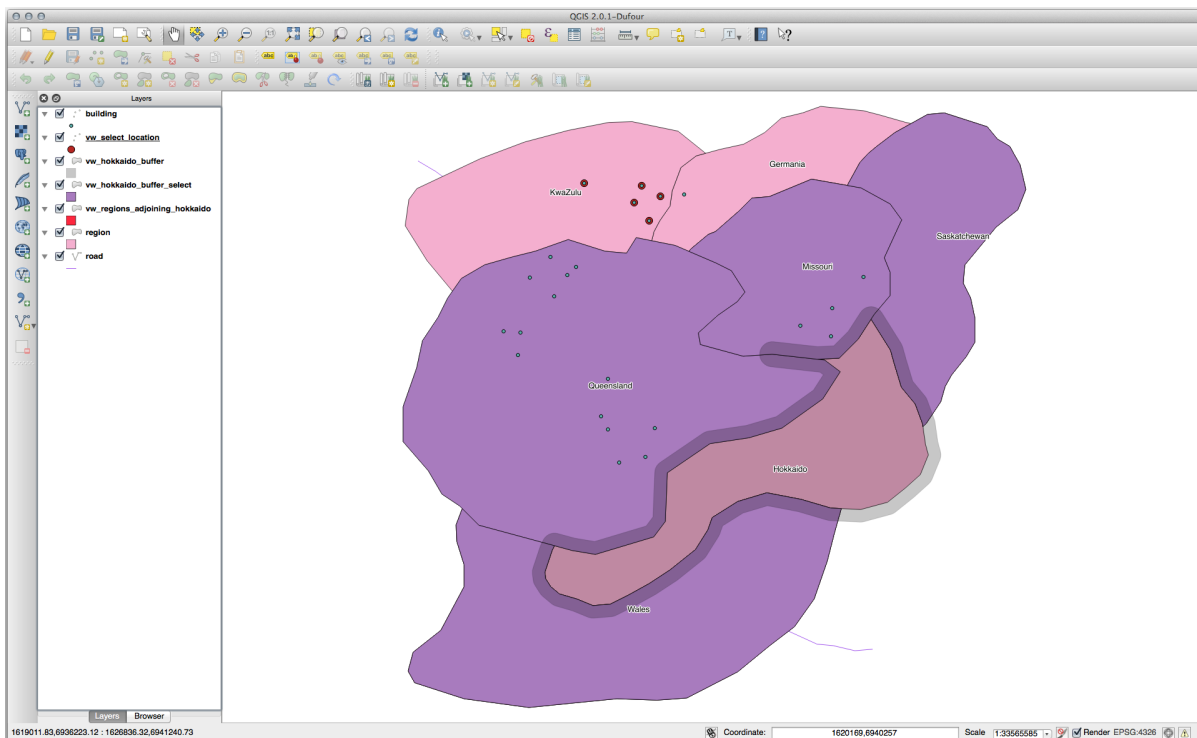 QGIS 2.0.1-Dufour
Layers
building
vw_select_location
vw_hokkaido_buffer
vw_hokkaido_buffer_select
vw_regions_adjoining_hokkaido
region
road
KwaZulu
Germania
Saskatchewan
Missouri
Queensland
Hokkaido
Wales
Layers
Browser
1619011.83,6936223.12 : 1626836.32,6941240.73
Coordinate:
1620169,6940257
Scale
1:33565585
Render
EPSG:4326